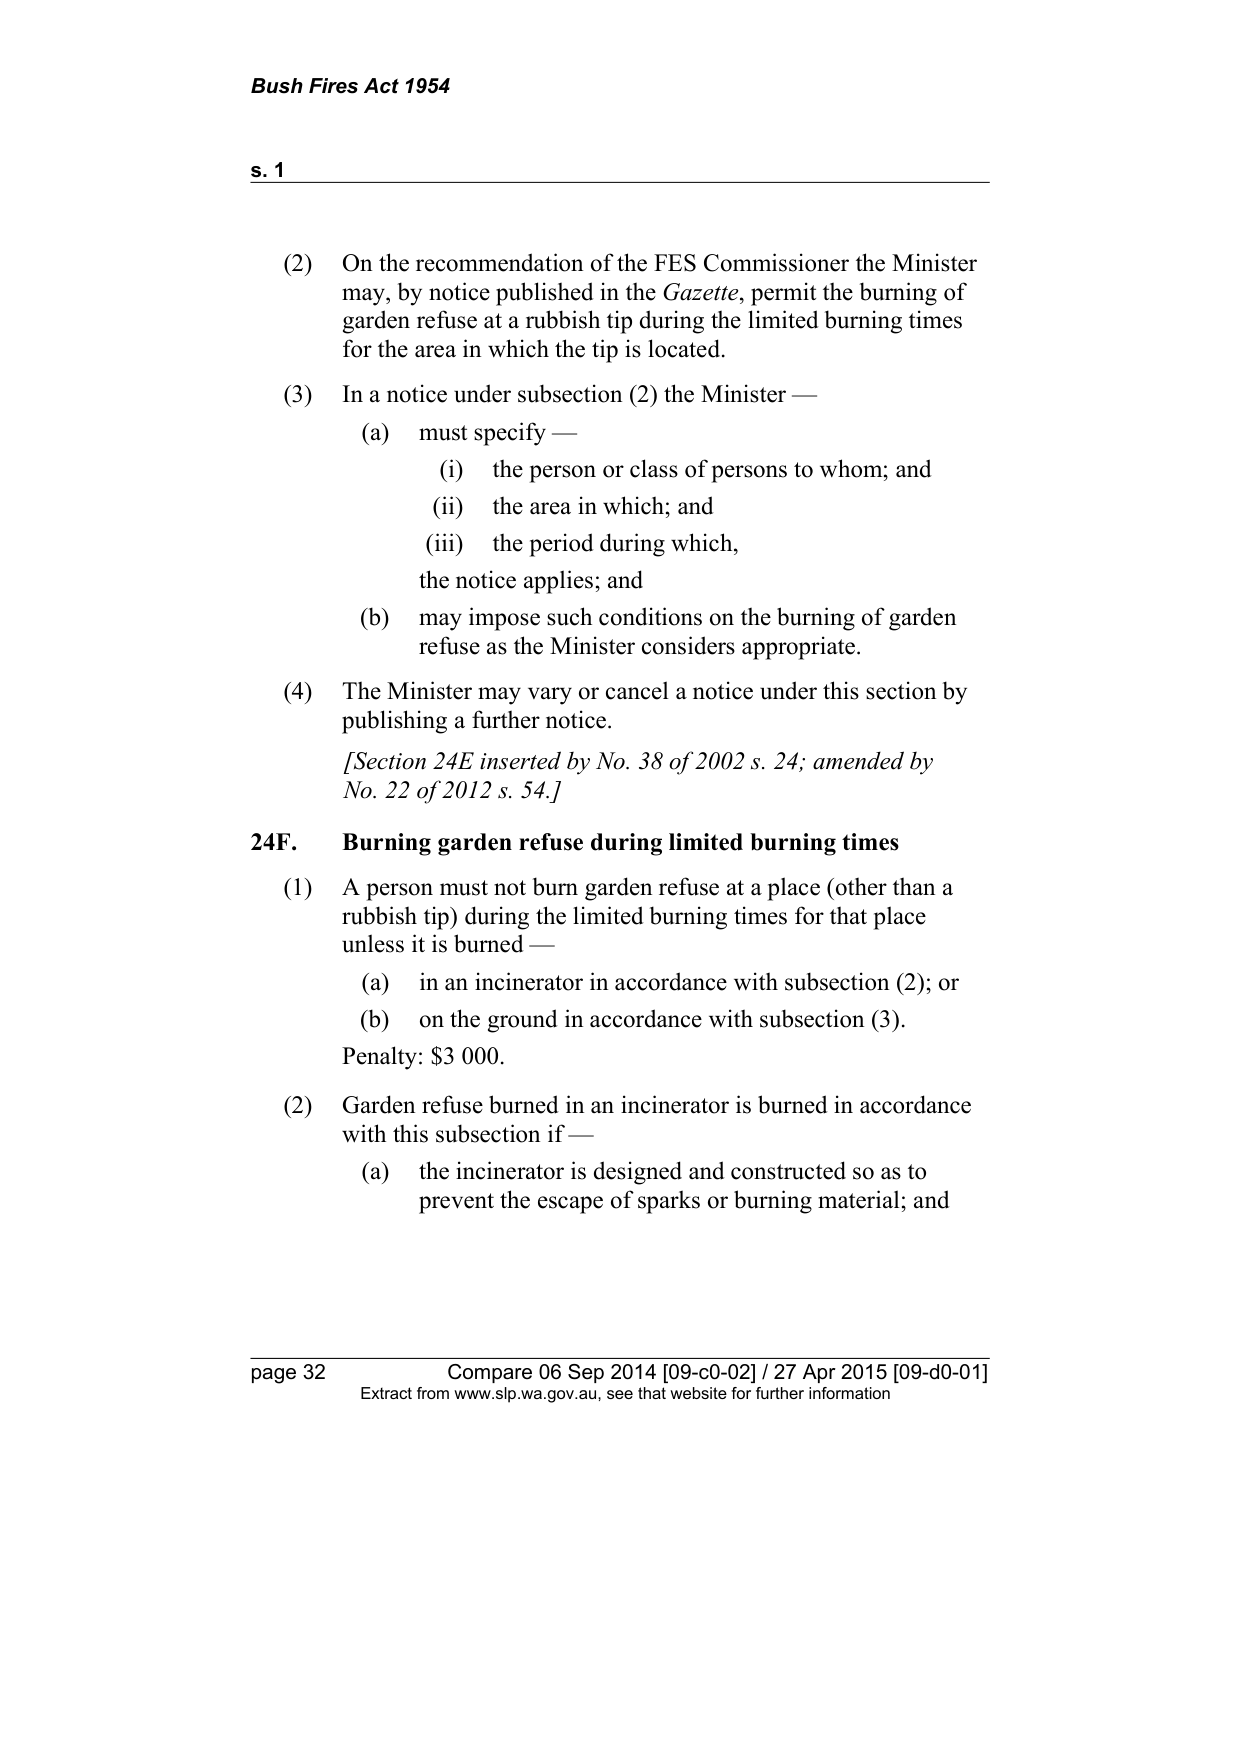 Bush Fires Act 1954
s. 1
(2) On the recommendation of the FES Commissioner the Minister
may, by notice published in the Gazette, permit the burning of
garden refuse at a rubbish tip during the limited burning times
for the area in which the tip is located.
(3) In a notice under subsection (2) the Minister —
(a) must specify —
(i) the person or class of persons to whom; and
(ii) the area in which; and
(iii) the period during which,
the notice applies; and
(b) may impose such conditions on the burning of garden
refuse as the Minister considers appropriate.
(4) The Minister may vary or cancel a notice under this section by
publishing a further notice.
[Section 24E inserted by No. 38 of 2002 s. 24; amended by
No. 22 of 2012 s. 54.]
24F. Burning garden refuse during limited burning times
(1) A person must not burn garden refuse at a place (other than a
rubbish tip) during the limited burning times for that place
unless it is burned —
(a) in an incinerator in accordance with subsection (2); or
(b) on the ground in accordance with subsection (3).
Penalty: $3 000.
(2) Garden refuse burned in an incinerator is burned in accordance
with this subsection if —
(a) the incinerator is designed and constructed so as to
prevent the escape of sparks or burning material; and
page 32 Compare 06 Sep 2014 [09-c0-02] / 27 Apr 2015 [09-d0-01]
Extract from www.slp.wa.gov.au, see that website for further information